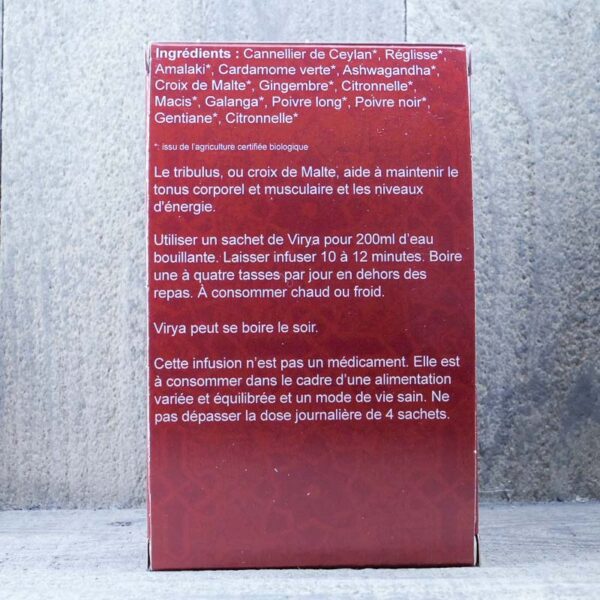 Ingrédients : Cannellier de Ceylan*, Réglisse*,
Amalaki*, Cardamome verte*, Ashwagandha*,
Croix de Malte*, Gingembre*, Citronnelle*
Macis*, Galanga*, Poivre long*, Poivre noir*,
Gentiane*, Citronnelle*
*: issu de l'agriculture certifiée biologique
Le tribulus, ou croix de Malte, aide à maintenir le
tonus corporel et musculaire et les niveaux
d'énergie.
Utiliser un sachet de Virya pour 200ml d'eau
bouillante. Laisser infuser 10 à 12 minutes. Boire
une à quatre tasses par jour en dehors des
repas. À consommer chaud ou froid.
Virya peut se boire le soir.
Cette infusion n'est pas un médicament. Elle est
à consommer dans le cadre d'une alimentation
variée et équilibrée et un mode de vie sain. Ne
pas dépasser la dose journalière de 4 sachets.